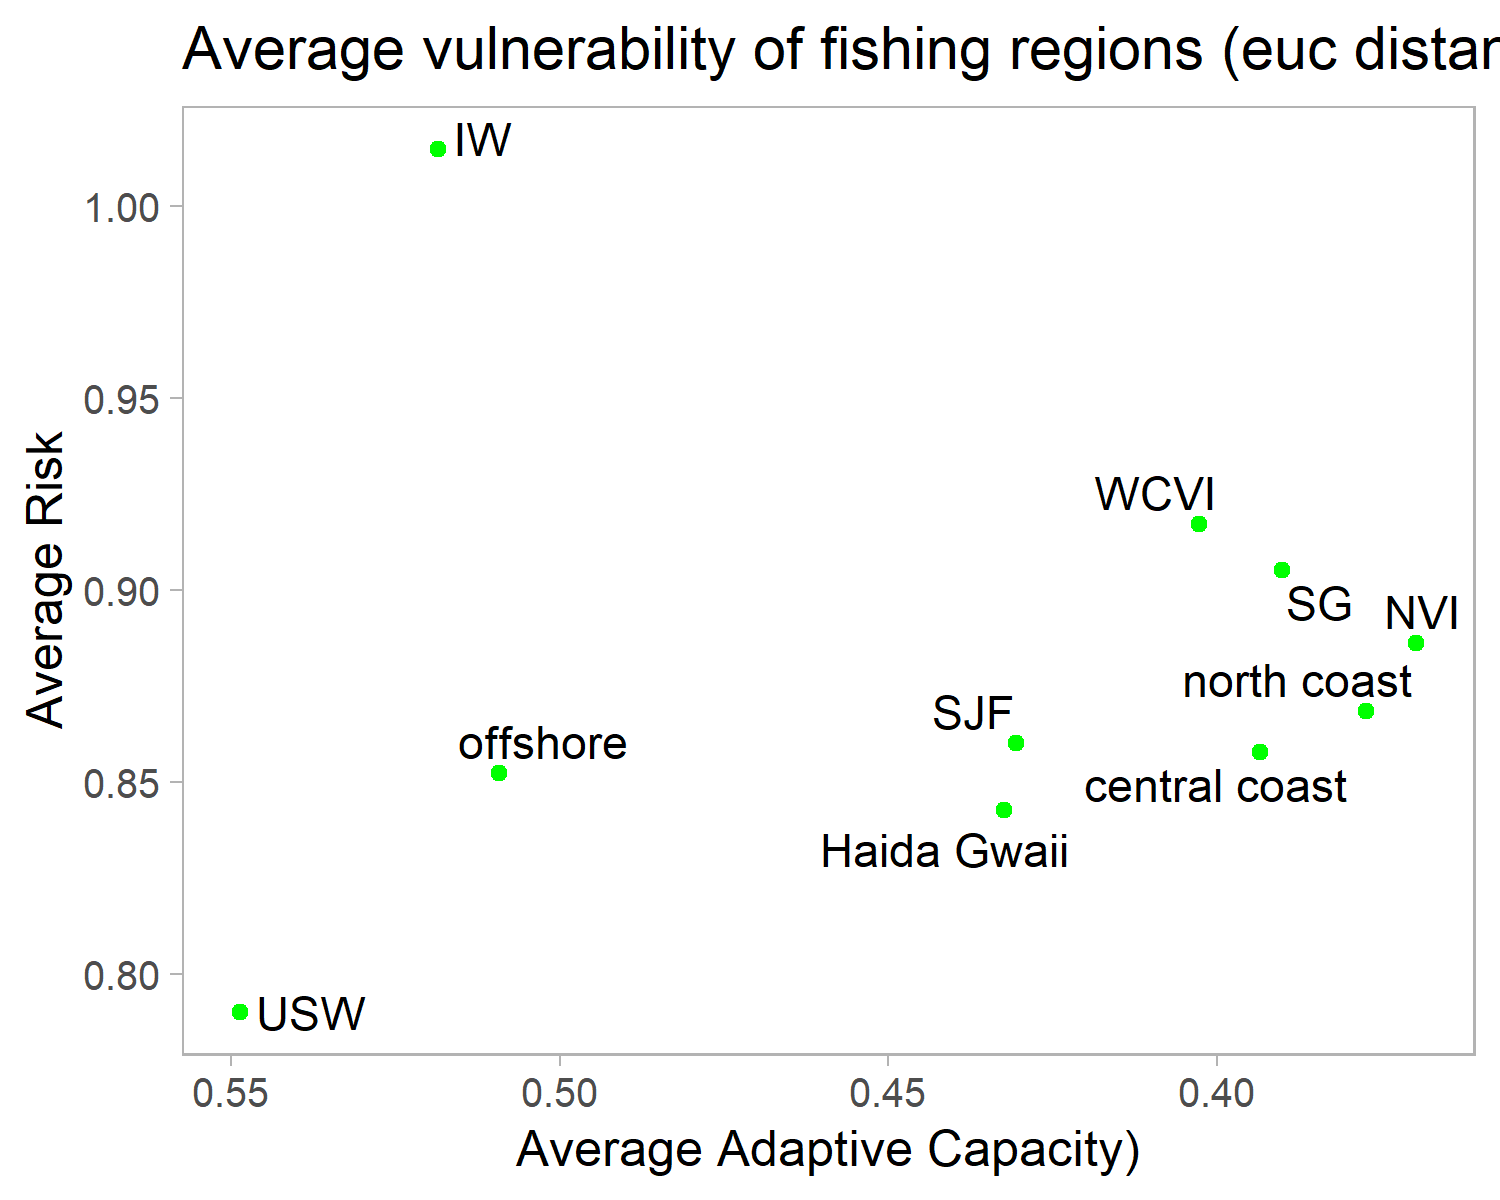 Average vulnerability of fishing regions (euc distan
IW
1.00
0.95
WCVI
0.90
SG
NVI
north coast
SJF
offshore
0.85
central coast
Haida Gwaii
0.80
USW
Average Risk
0.55 0.50 0.45 0.40
Average Adaptive Capacity)